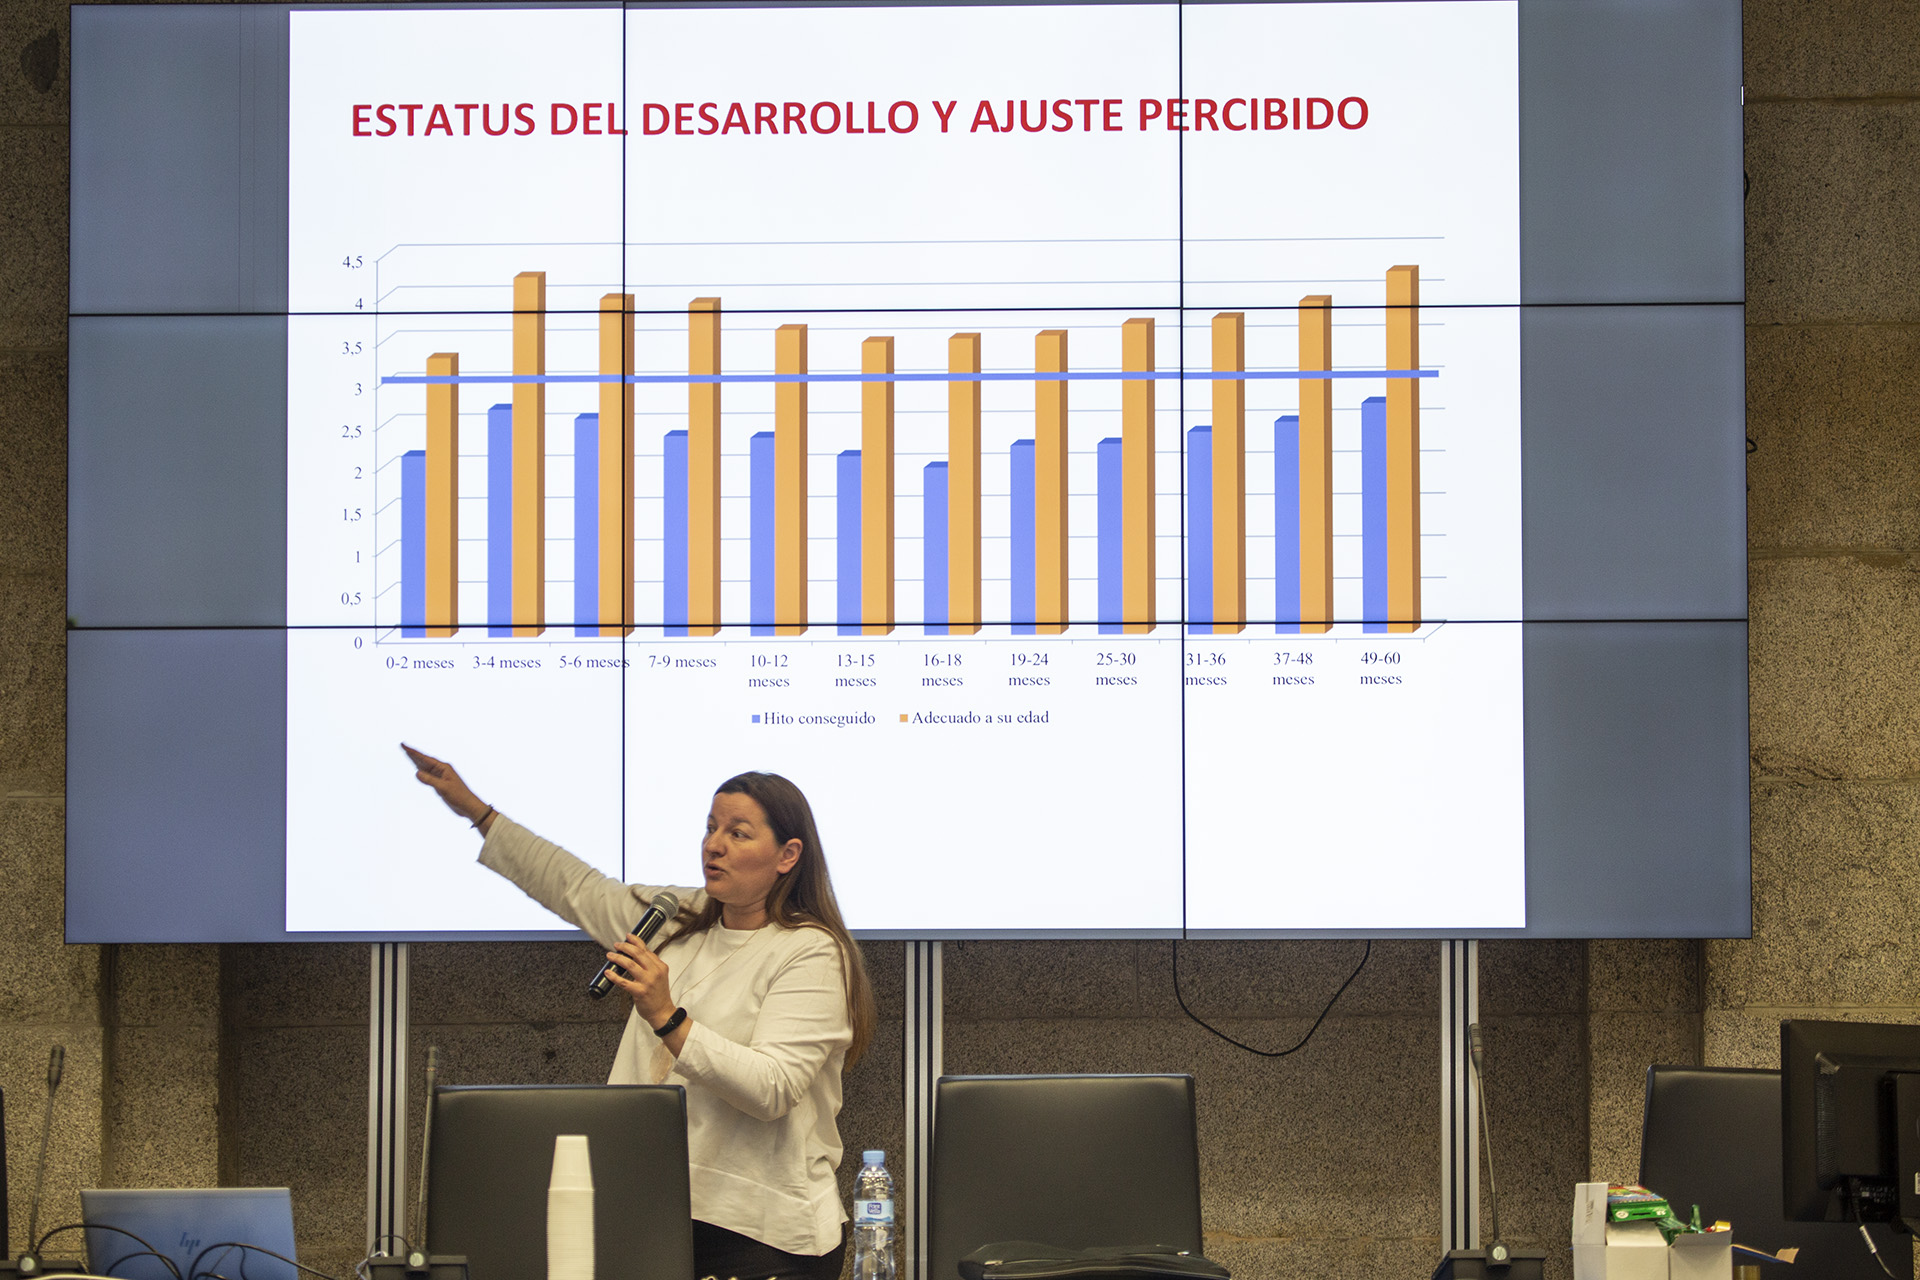 ESTATUS DEL DESARROLLO Y AJUSTE PERCIBIDO
4,5
4
3,5
3
2,5
2
1,5
1
0,5
0
0-2 meses
3-4 meses
5-6 meses
7-9 meses
10-12
meses
13-15
meses
16-18
meses
19-24
meses
25-30
meses
31-36
meses
37-48
meses
49-60
meses
Hito conseguido
Adecuado a su edad
hp